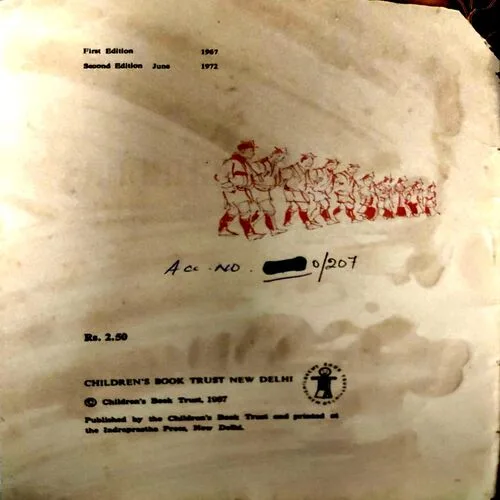 First Edition 1967
Second Edition June 1972
Acc. No. 0/207
Rs. 2.50
CHILDREN'S BOOK TRUST NEW DELHI
© Children's Book Trust, 1967
Published by the Children's Book Trust and printed at
the Indraprastha Press, New Delhi.